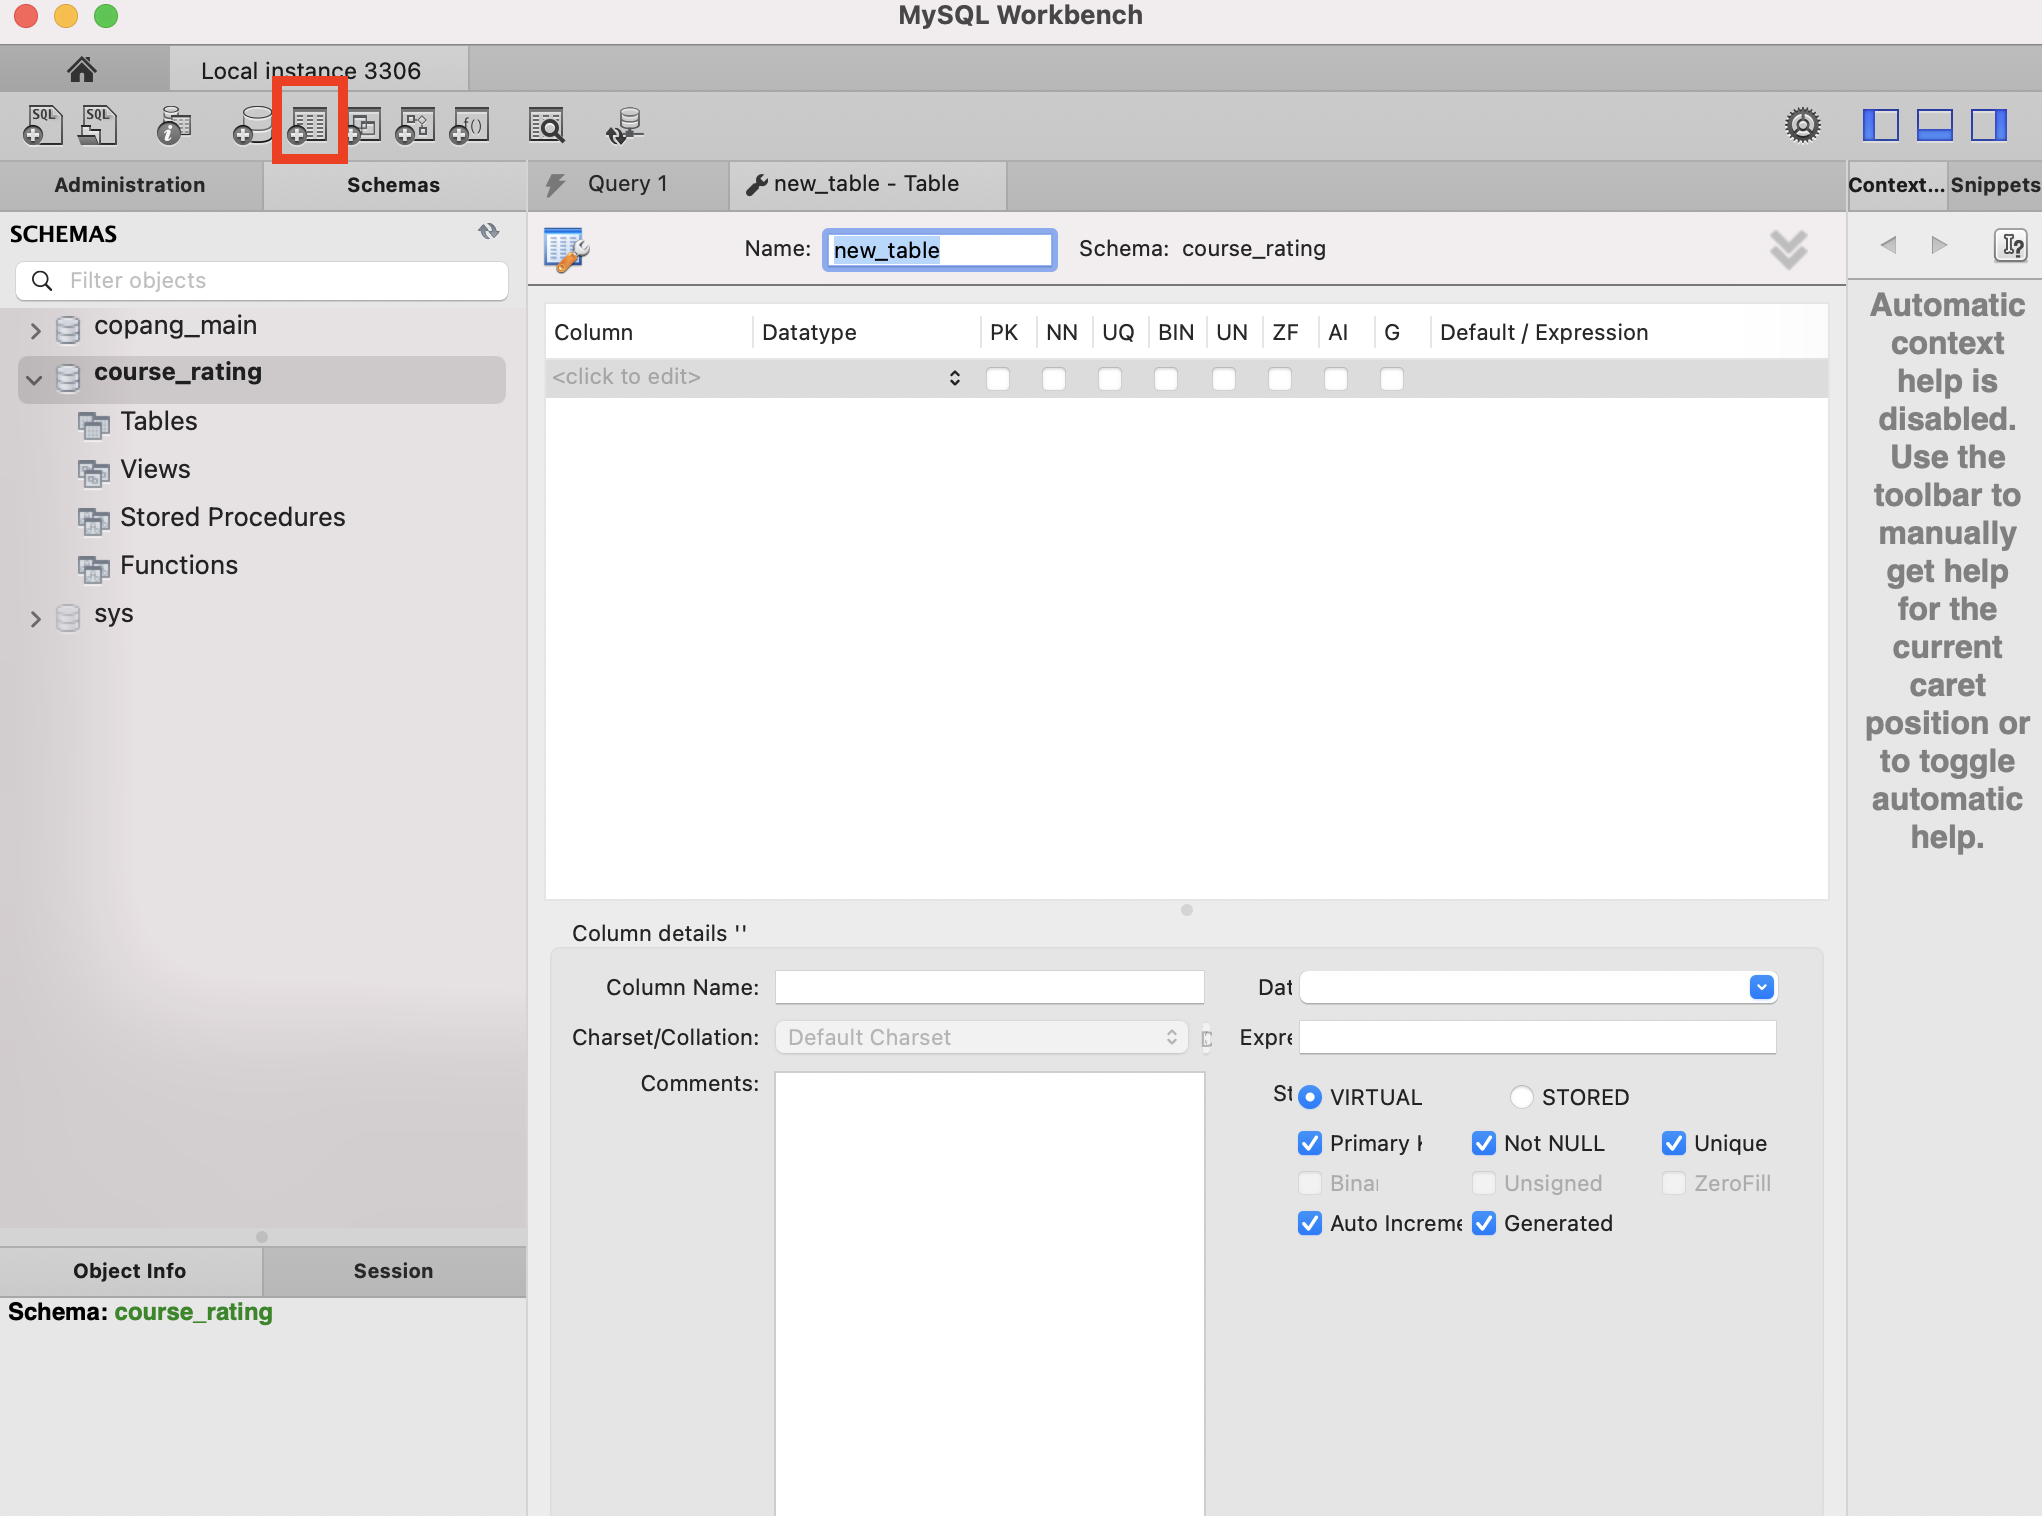 MySQL Workbench
Local instance 3306
SQL
SQL
Administration
Schemas
Query 1
new_table - Table
Context...
Snippets
SCHEMAS
Filter objects
copang_main
course_rating
Tables
Views
Stored Procedures
Functions
sys
Object Info
Session
Schema: course_rating
Name: new_table
Schema: course_rating
Column Datatype PK NN UQ BIN UN ZF AI G Default / Expression
<click to edit>
Column details ''
Column Name:
Dat
Charset/Collation: Default Charset
Expre
Comments:
St VIRTUAL STORED
Primary Not NULL Unique
Binar Unsigned ZeroFill
Auto Increme Generated
Automatic
context
help is
disabled.
Use the
toolbar to
manually
get help
for the
current
caret
position or
to toggle
automatic
help.